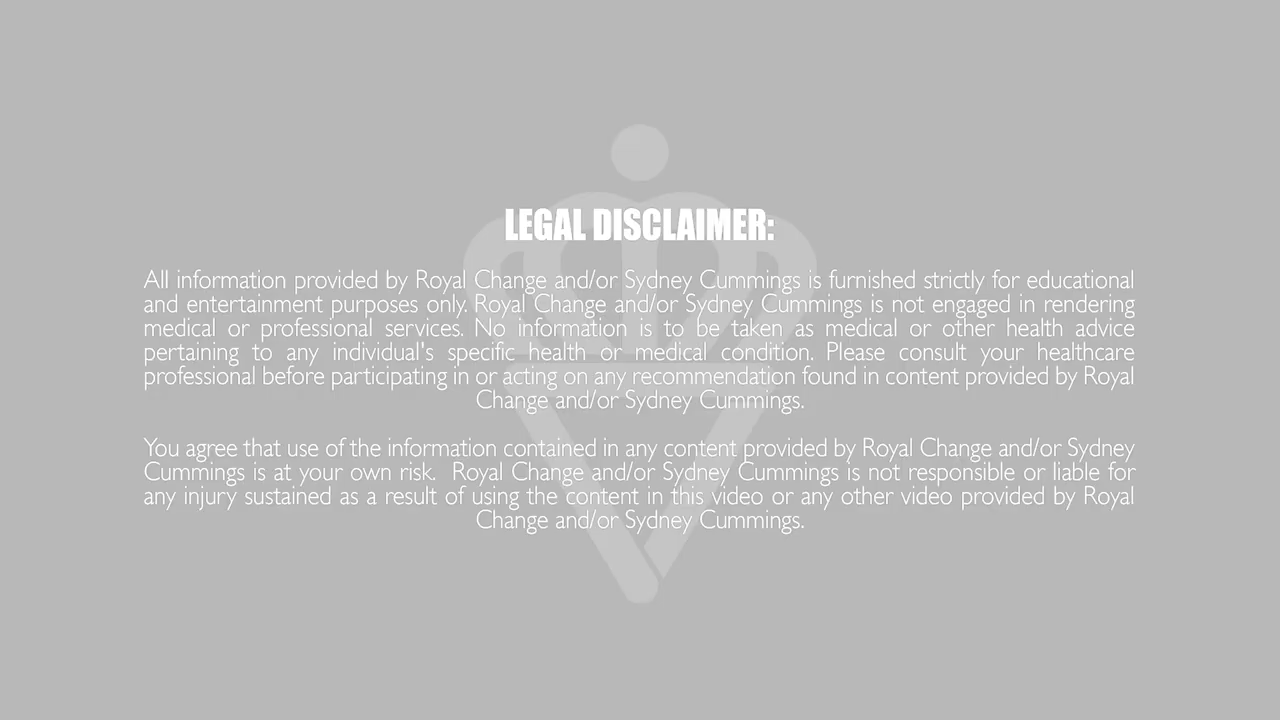 LEGAL DISCLAIMER:
All information provided by Royal Change and/or Sydney Cummings is furnished strictly for educational
and entertainment purposes only. Royal Change and/or Sydney Cummings is not engaged in rendering
medical or professional services. No information is to be taken as medical or other health advice
pertaining to any individual's specific health or medical condition. Please consult your healthcare
professional before participating in or acting on any recommendation found in content provided by Royal
Change and/or Sydney Cummings.
You agree that use of the information contained in any content provided by Royal Change and/or Sydney
Cummings is at your own risk.  Royal Change and/or Sydney Cummings is not responsible or liable for
any injury sustained as a result of using the content in this video or any other video provided by Royal
Change and/or Sydney Cummings.